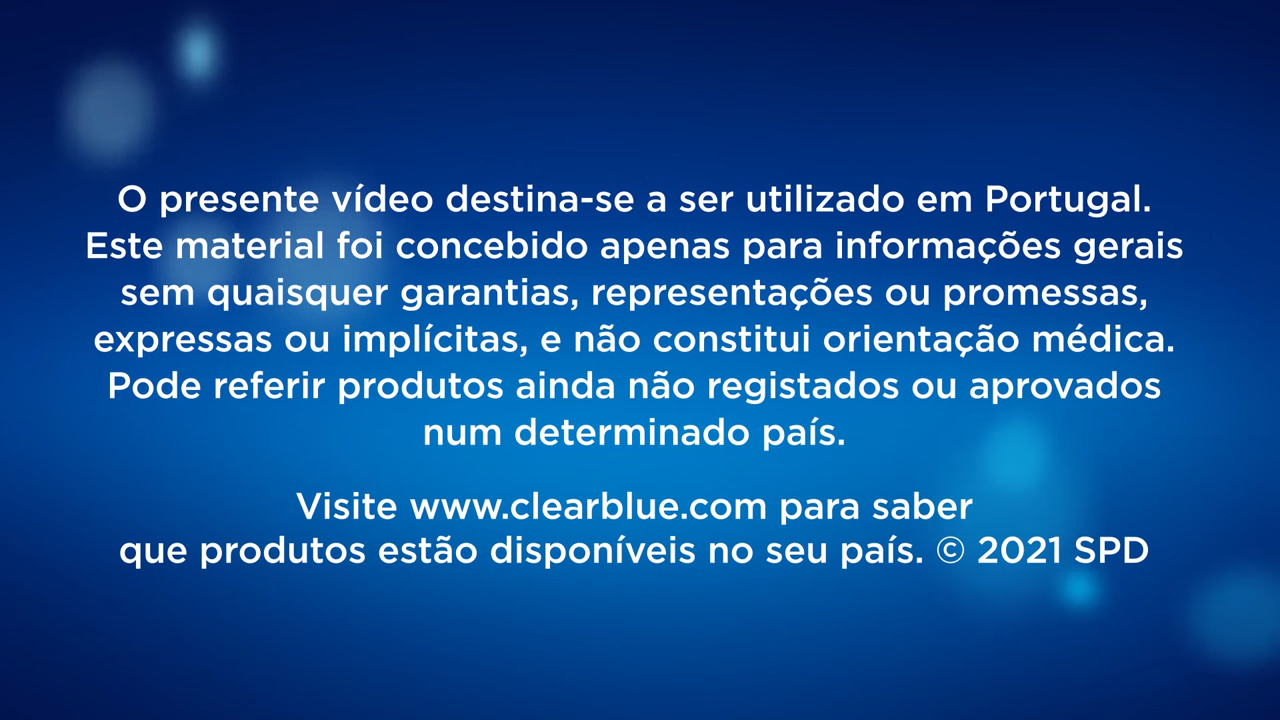 O presente vídeo destina-se a ser utilizado em Portugal.
Este material foi concebido apenas para informações gerais
sem quaisquer garantias, representações ou promessas,
expressas ou implícitas, e não constitui orientação médica.
Pode referir produtos ainda não registados ou aprovados
num determinado país.
Visite www.clearblue.com para saber
que produtos estão disponíveis no seu país. © 2021 SPD